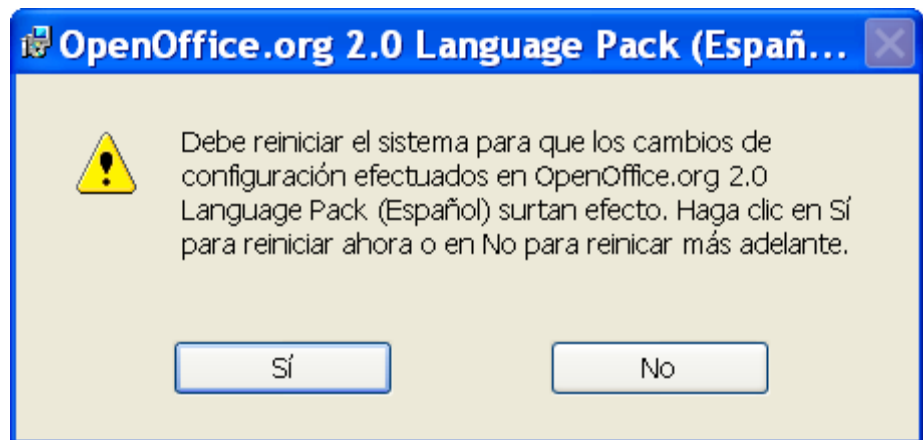 OpenOffice.org 2.0 Language Pack (Españ...
Debe reiniciar el sistema para que los cambios de
configuración efectuados en OpenOffice.org 2.0
Language Pack (Español) surtan efecto. Haga clic en Sí
para reiniciar ahora o en No para reinicar más adelante.
Sí No